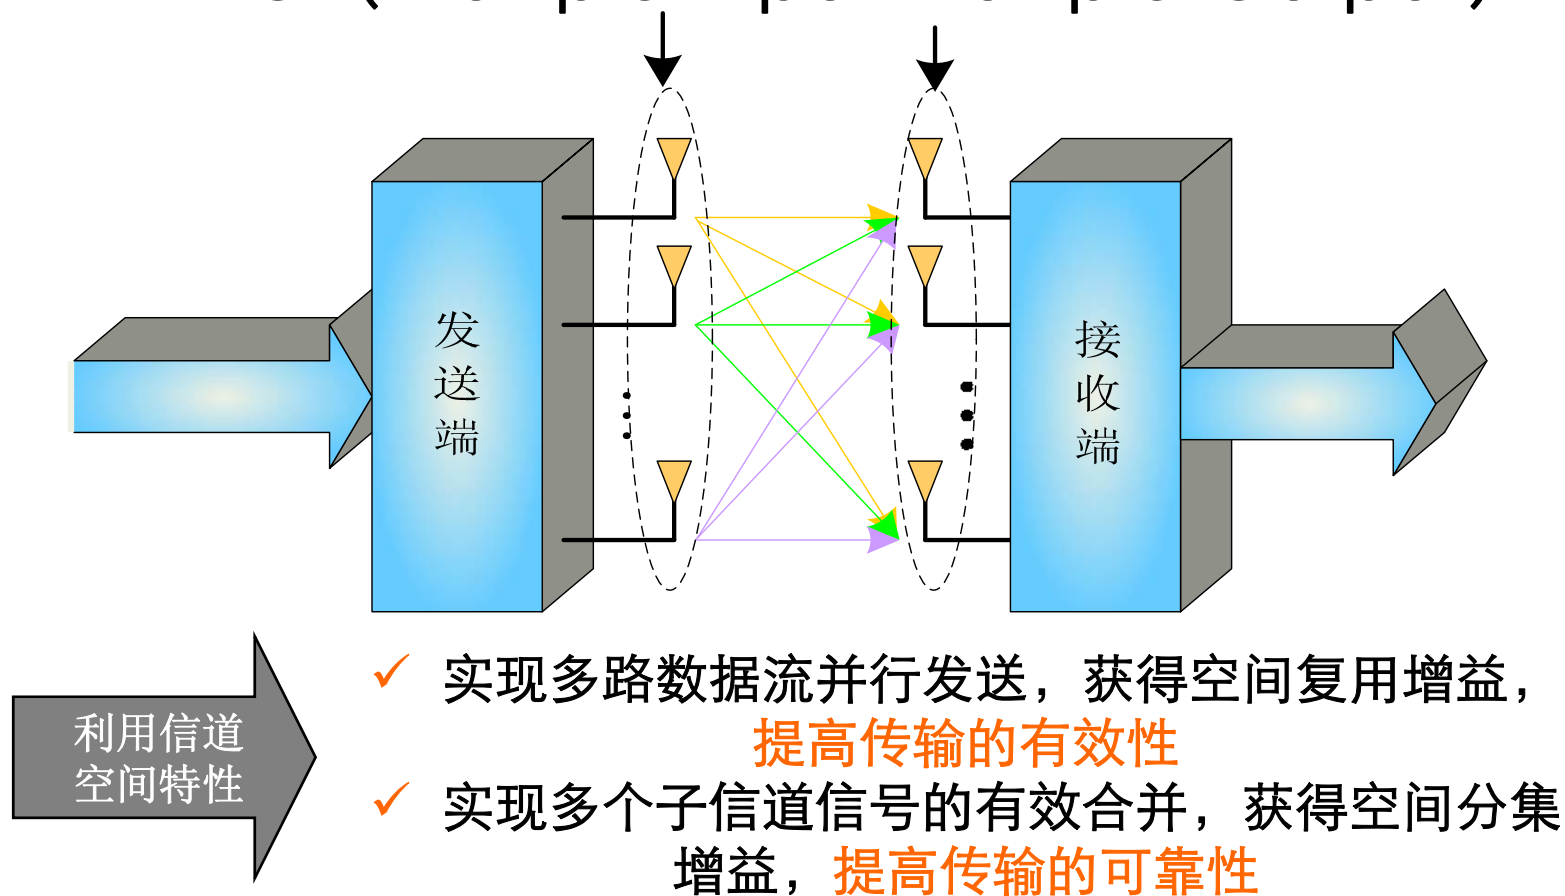 发送端
接收端
利用信道
空间特性
✓ 实现多路数据流并行发送，获得空间复用增益，
提高传输的有效性
✓ 实现多个子信道信号的有效合并，获得空间分集
增益，提高传输的可靠性